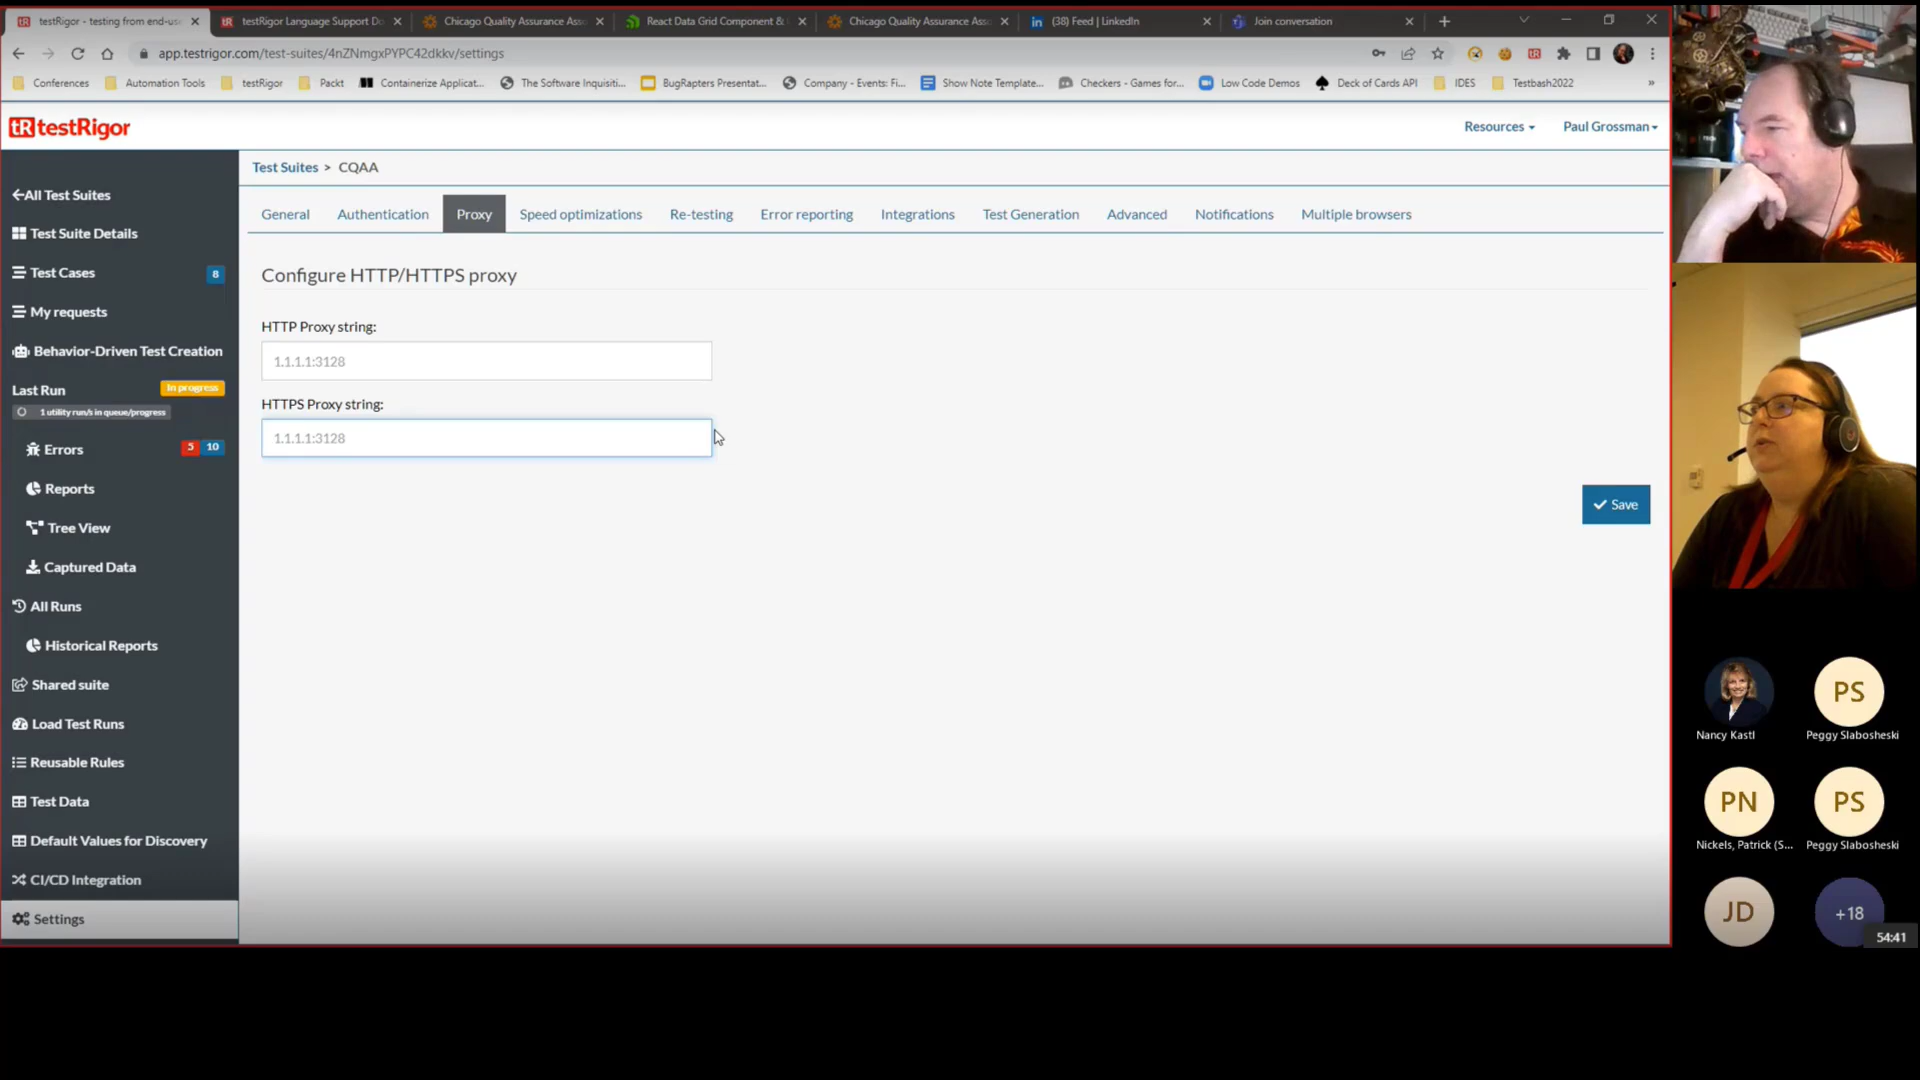 testRigor - testing from end-use
testRigor Language Support Do
Chicago Quality Assurance Ass
React Data Grid Component &
Chicago Quality Assurance Ass
(38) Feed | LinkedIn
Join conversation
app.testrigor.com/test-suites/4nZNmgxPYPC42dkkv/settings
Conferences
Automation Tools
testRigor
Packt
Containerize Applicat...
The Software Inquisiti...
BugRapters Presentat...
Company - Events: Fi...
Show Note Template...
Checkers - Games for...
Low Code Demos
Deck of Cards API
IDES
Testbash2022
»
tR testRigor
Resources
Paul Grossman
All Test Suites
Test Suite Details
Test Cases 8
My requests
Behavior-Driven Test Creation
Last Run In progress
1 utility run/s in queue/progress
Errors 5 10
Reports
Tree View
Captured Data
All Runs
Historical Reports
Shared suite
Load Test Runs
Reusable Rules
Test Data
Default Values for Discovery
CI/CD Integration
Settings
Test Suites > CQAA
General Authentication Proxy Speed optimizations Re-testing Error reporting Integrations Test Generation Advanced Notifications Multiple browsers
Configure HTTP/HTTPS proxy
HTTP Proxy string:
1.1.1.1:3128
HTTPS Proxy string:
1.1.1.1:3128
Save
Nancy Kastl
PS
Peggy Slabosheski
PN
Nickels, Patrick (S...
PS
Peggy Slabosheski
JD
+18
54:41